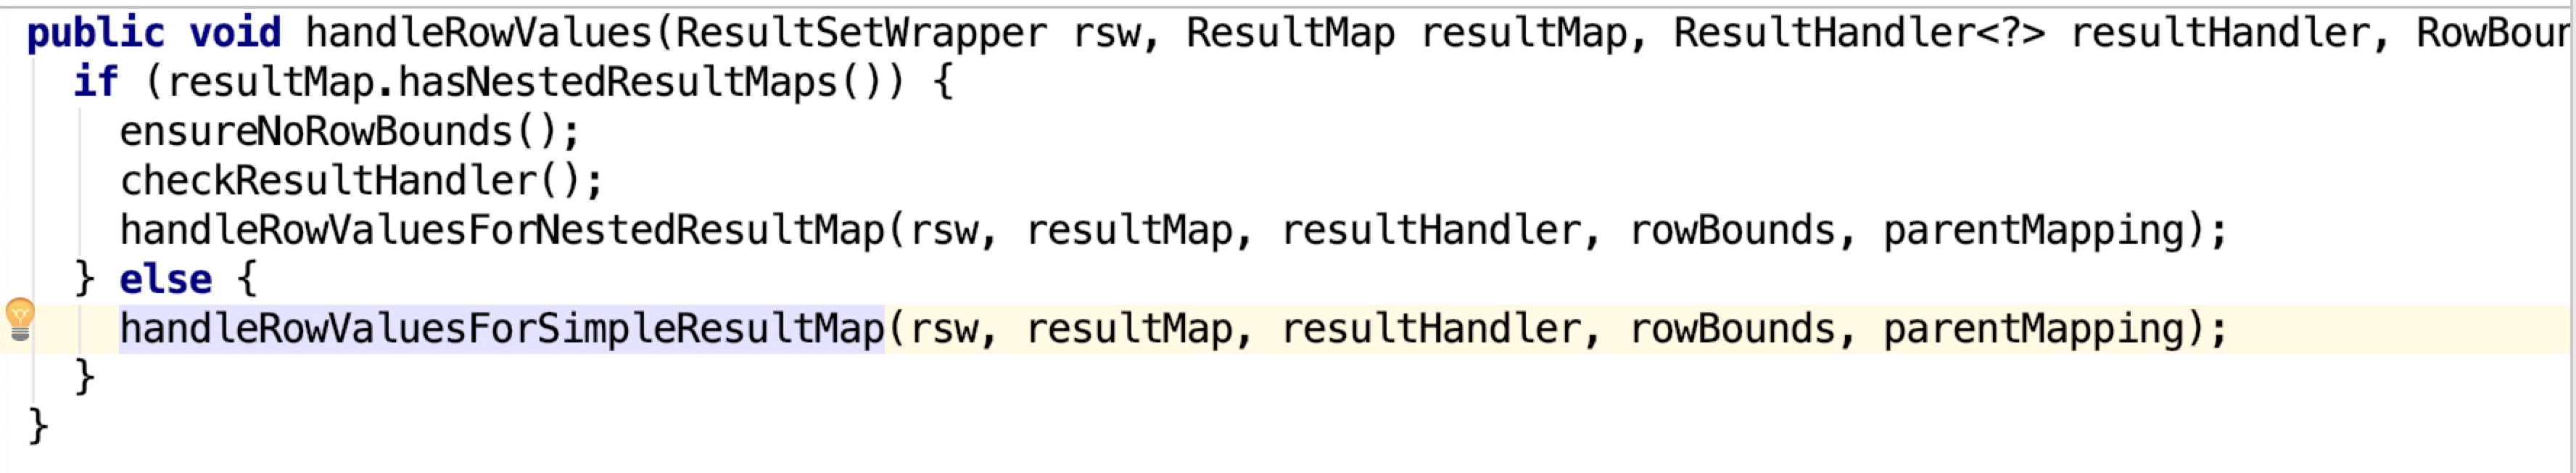 public void handleRowValues(ResultSetWrapper rsw, ResultMap resultMap, ResultHandler<?> resultHandler, RowBour
if (resultMap.hasNestedResultMaps()) {
ensureNoRowBounds();
checkResultHandler();
handleRowValuesForNestedResultMap(rsw, resultMap, resultHandler, rowBounds, parentMapping);
} else {
handleRowValuesForSimpleResultMap(rsw, resultMap, resultHandler, rowBounds, parentMapping);
}
}